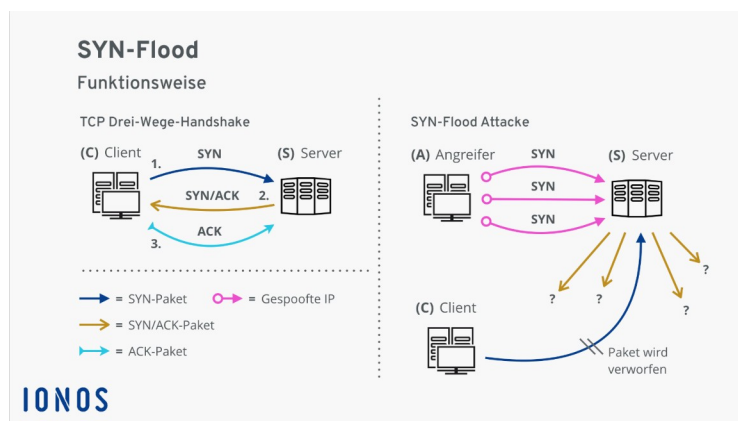 SYN-Flood
Funktionsweise
TCP Drei-Wege-Handshake
(C) Client
1.
SYN
(S) Server
SYN/ACK
2.
ACK
3.
= SYN-Paket
= Gespoofte IP
= SYN/ACK-Paket
= ACK-Paket
SYN-Flood Attacke
(A) Angreifer
SYN
(S) Server
SYN
SYN
?
?
?
?
(C) Client
Paket wird
verworfen
IONOS